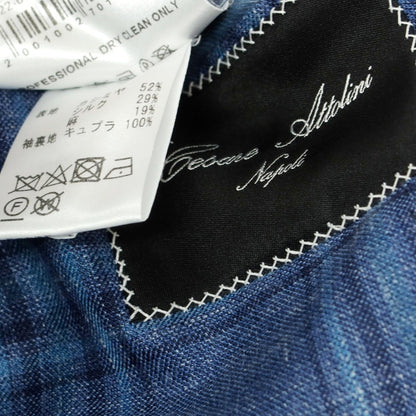 2001002701
PROFESSIONAL DRY CLEAN ONLY
52%
シルク 29%
麻 19%
袖裏地 キュプラ 100%
F
Cesare Attolini
Napoli